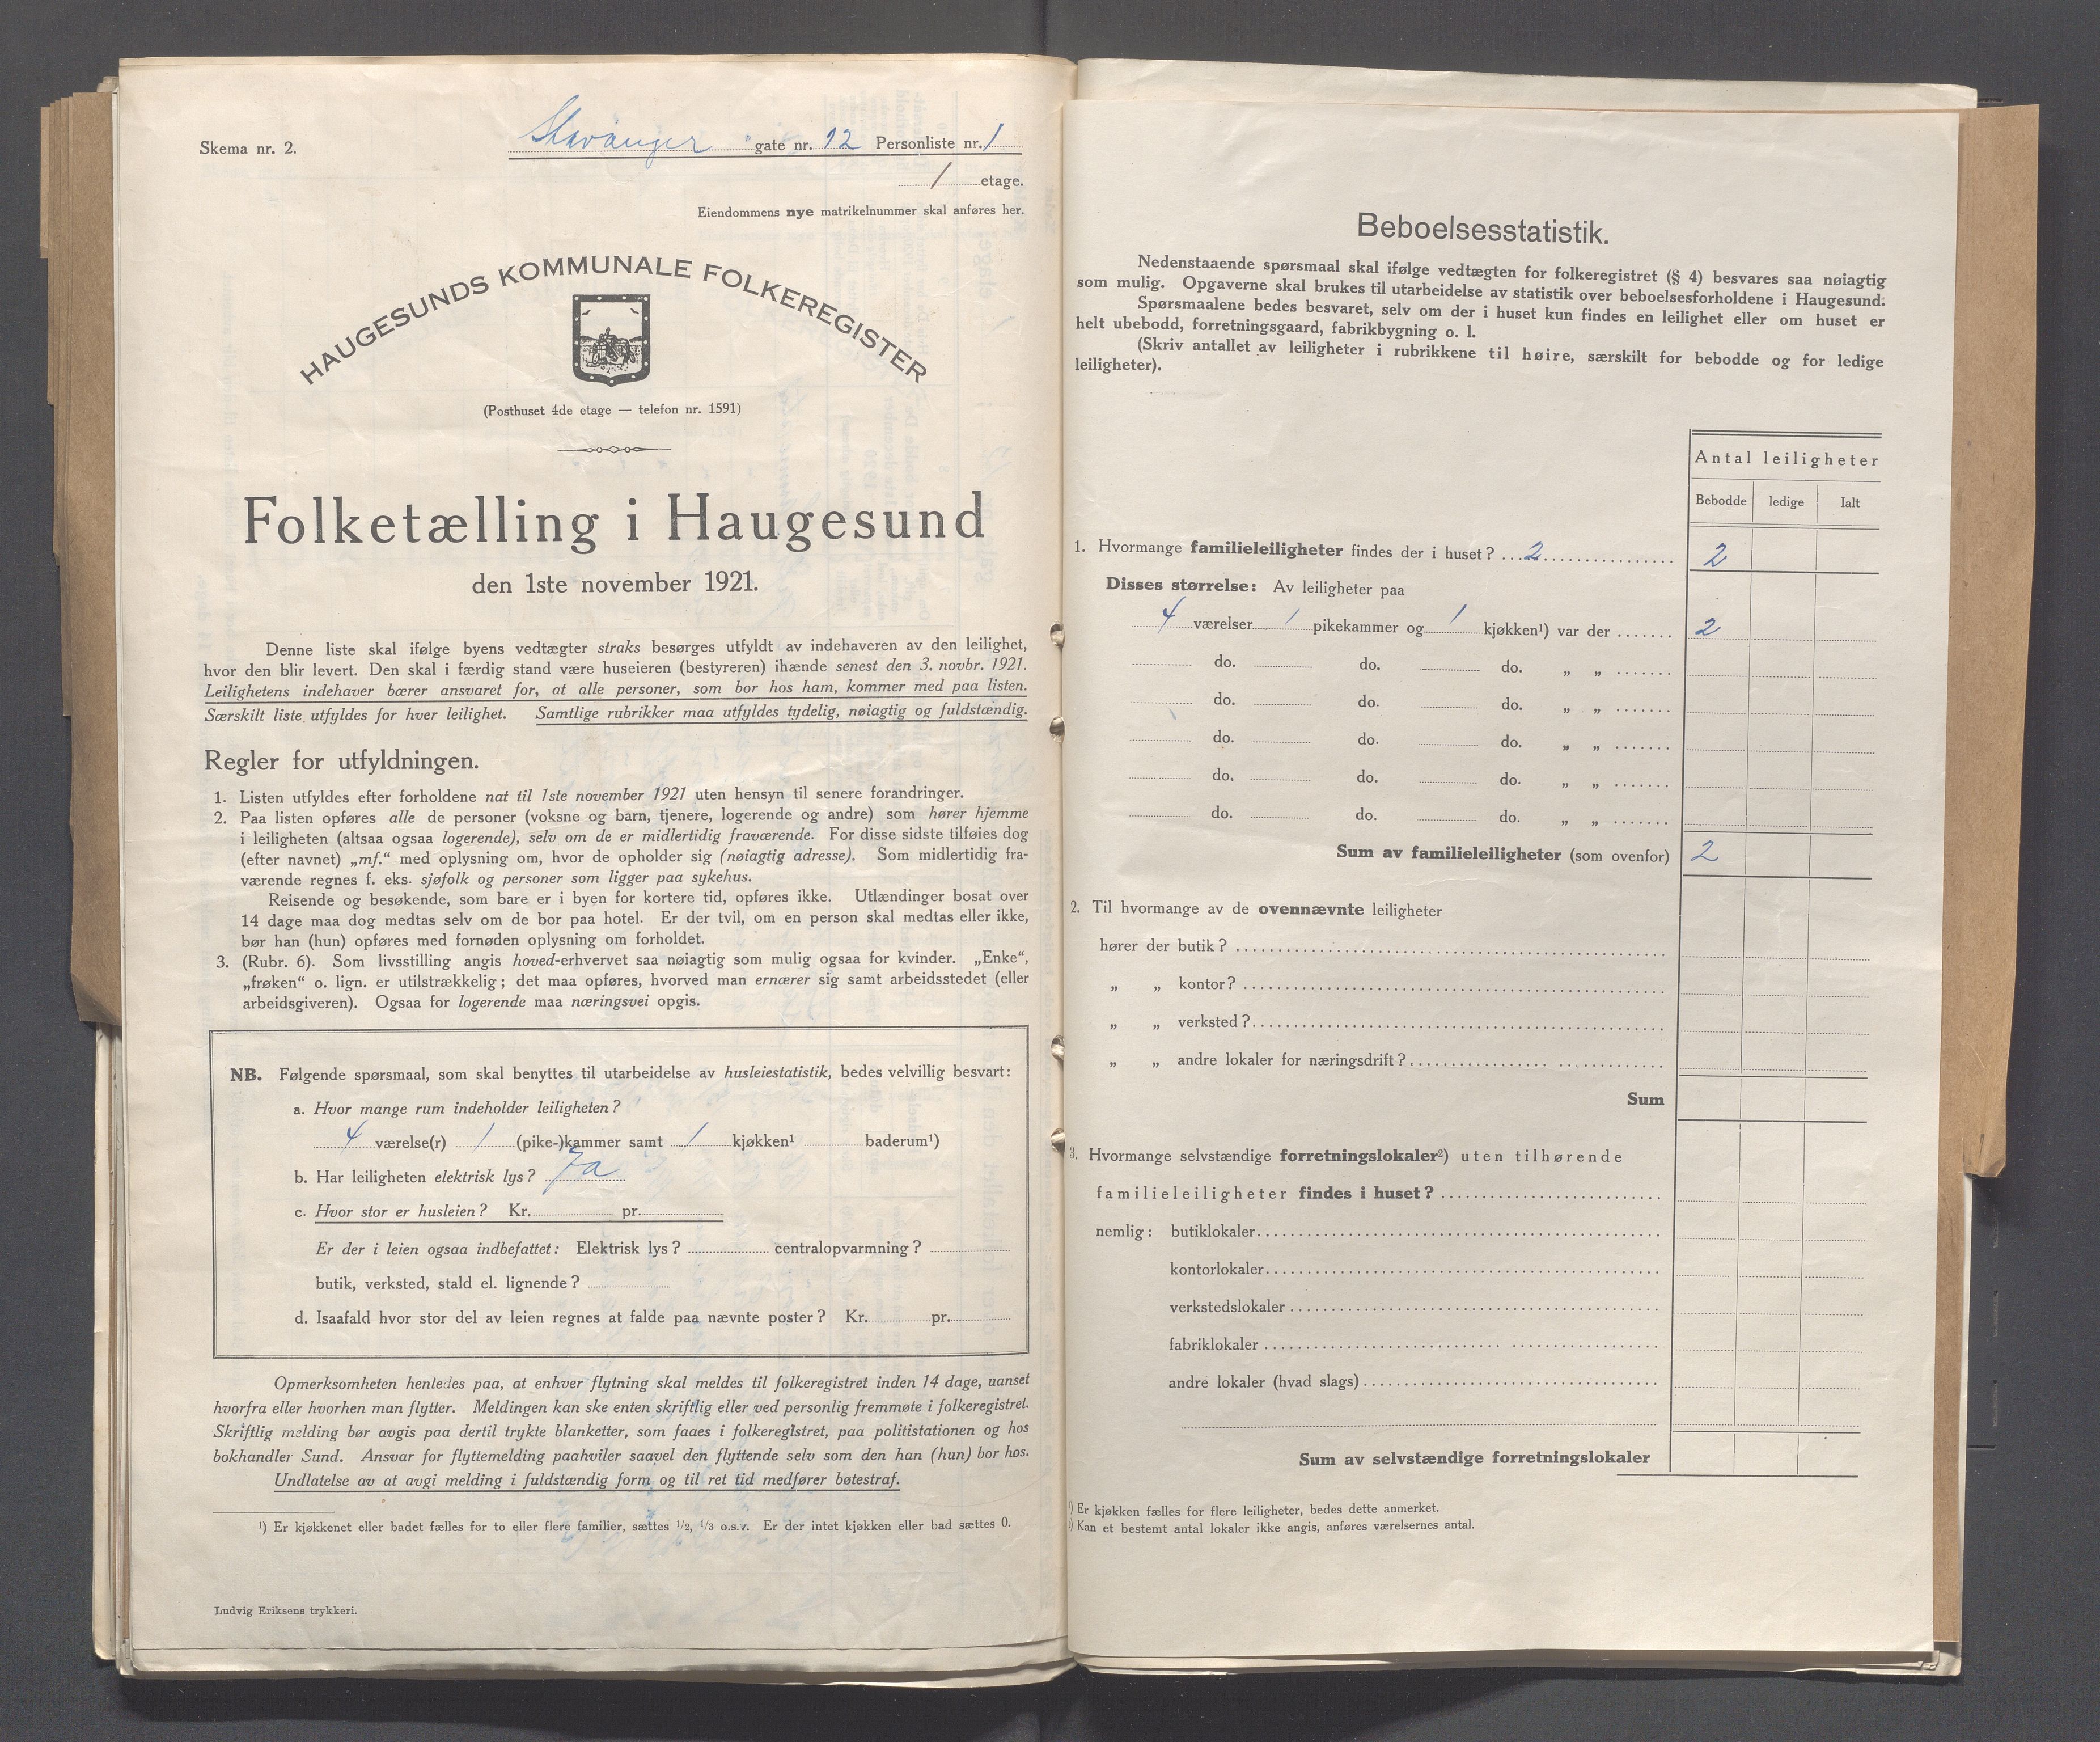 Skema nr. 2.
Stavanger gate nr. 12 Personliste nr. 1
1 etage.
Eiendommens nye matrikelnummer skal anføres her.
HAUGESUNDS KOMMUNALE FOLKEREGISTER
(Posthuset 4de etage — telefon nr. 1591)
Folketælling i Haugesund
den 1ste november 1921.
Denne liste skal ifølge byens vedtægter straks besørges utfyldt av indehaveren av den leilighet,
hvor den blir levert. Den skal i færdig stand være huseieren (bestyreren) ihænde senest den 3. novbr. 1921.
Leilighetens indehaver bærer ansvaret for, at alle personer, som bor hos ham, kommer med paa listen.
Særskilt liste utfyldes for hver leilighet. Samtlige rubrikker maa utfyldes tydelig, nøiagtig og fuldstændig.
Regler for utfyldningen.
1. Listen utfyldes efter forholdene nat til 1ste november 1921 uten hensyn til senere forandringer.
2. Paa listen opføres alle de personer (voksne og barn, tjenere, logerende og andre) som hører hjemme
i leiligheten (altsaa ogsaa logerende), selv om de er midlertidig fraværende. For disse sidste tilføies dog
(efter navnet) „mf.“ med oplysning om, hvor de opholder sig (nøiagtig adresse). Som midlertidig fra-
værende regnes f. eks. sjøfolk og personer som ligger paa sykehus.
Reisende og besøkende, som bare er i byen for kortere tid, opføres ikke. Utlændinger bosat over
14 dage maa dog medtas selv om de bor paa hotel. Er der tvil, om en person skal medtas eller ikke,
bør han (hun) opføres med fornøden oplysning om forholdet.
3. (Rubr. 6). Som livsstilling angis hoved-erhvervet saa nøiagtig som mulig ogsaa for kvinder. „Enke“,
„frøken“ o. lign. er utilstrækkelig; det maa opføres, hvorved man ernærer sig samt arbeidsstedet (eller
arbeidsgiveren). Ogsaa for logerende maa næringsvei opgis.
NB. Følgende spørsmaal, som skal benyttes til utarbeidelse av husleiestatistik, bedes velvillig besvart:
a. Hvor mange rum indeholder leiligheten?
4 værelse(r) 1 (pike-)kammer samt 1 kjøkken¹ baderum¹)
b. Har leiligheten elektrisk lys? Ja
c. Hvor stor er husleien? Kr. pr.
Er der i leien ogsaa indbefattet: Elektrisk lys? centralopvarmning?
butik, verksted, stald el. lignende?
d. Isaafald hvor stor del av leien regnes at falde paa nævnte poster? Kr. pr.
Opmerksomheten henledes paa, at enhver flytning skal meldes til folkeregistret inden 14 dage, uanset
hvorfra eller hvorhen man flytter. Meldingen kan ske enten skriftlig eller ved personlig fremmøte i folkeregistret.
Skriftlig melding bør avgis paa dertil trykte blanketter, som faaes i folkeregistret, paa politistationen og hos
bokhandler Sund. Ansvar for flyttemelding paahviler saavel den flyttende selv som den han (hun) bor hos.
Undlatelse av at avgi melding i fuldstændig form og til ret tid medfører bøtestraf.
¹) Er kjøkkenet eller badet fælles for to eller flere familier, sættes 1/2, 1/3 o.s.v. Er der intet kjøkken eller bad sættes 0.
Ludvig Eriksens trykkeri.
Beboelsesstatistik.
Nedenstaaende spørsmaal skal ifølge vedtægten for folkeregistret (§ 4) besvares saa nøiagtig
som mulig. Opgaverne skal brukes til utarbeidelse av statistik over beboelsesforholdene i Haugesund.
Spørsmaalene bedes besvaret, selv om der i huset kun findes en leilighet eller om huset er
helt ubebodd, forretningsgaard, fabrikbygning o. l.
(Skriv antallet av leiligheter i rubrikkene til høire, særskilt for bebodde og for ledige
leiligheter).
Antal leiligheter
Bebodde ledige Ialt
1. Hvormange familieleiligheter findes der i huset? 2 2
Disses størrelse: Av leiligheter paa
4 værelser 1 pikekammer og 1 kjøkken¹) var der 2
do. do. do. „ „
do. do. do. „ „
do. do. do. „ „
do. do. do. „ „
do. do. do. „ „
Sum av familieleiligheter (som ovenfor) 2
2. Til hvormange av de ovennævnte leiligheter
hører der butik?
„ „ kontor?
„ „ verksted?
„ „ andre lokaler for næringsdrift?
Sum
3. Hvormange selvstændige forretningslokaler²) uten tilhørende
familieleiligheter findes i huset?
nemlig: butiklokaler
kontorlokaler
verkstedslokaler
fabriklokaler
andre lokaler (hvad slags)
Sum av selvstændige forretningslokaler
¹) Er kjøkken fælles for flere leiligheter, bedes dette anmerket.
²) Kan et bestemt antal lokaler ikke angis, anføres værelsernes antal.